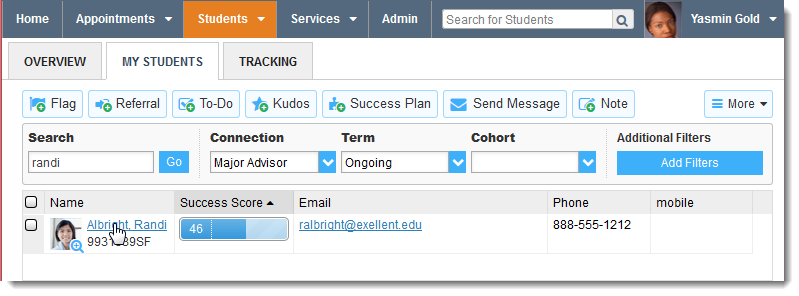 Home Appointments Students Services Admin Search for Students Yasmin Gold
OVERVIEW MY STUDENTS TRACKING
Flag Referral To-Do Kudos Success Plan Send Message Note More
Search Connection Term Cohort Additional Filters
randi Go Major Advisor Ongoing Add Filters
Name Success Score Email Phone mobile
Albright, Randi 46 ralbright@exellent.edu 888-555-1212